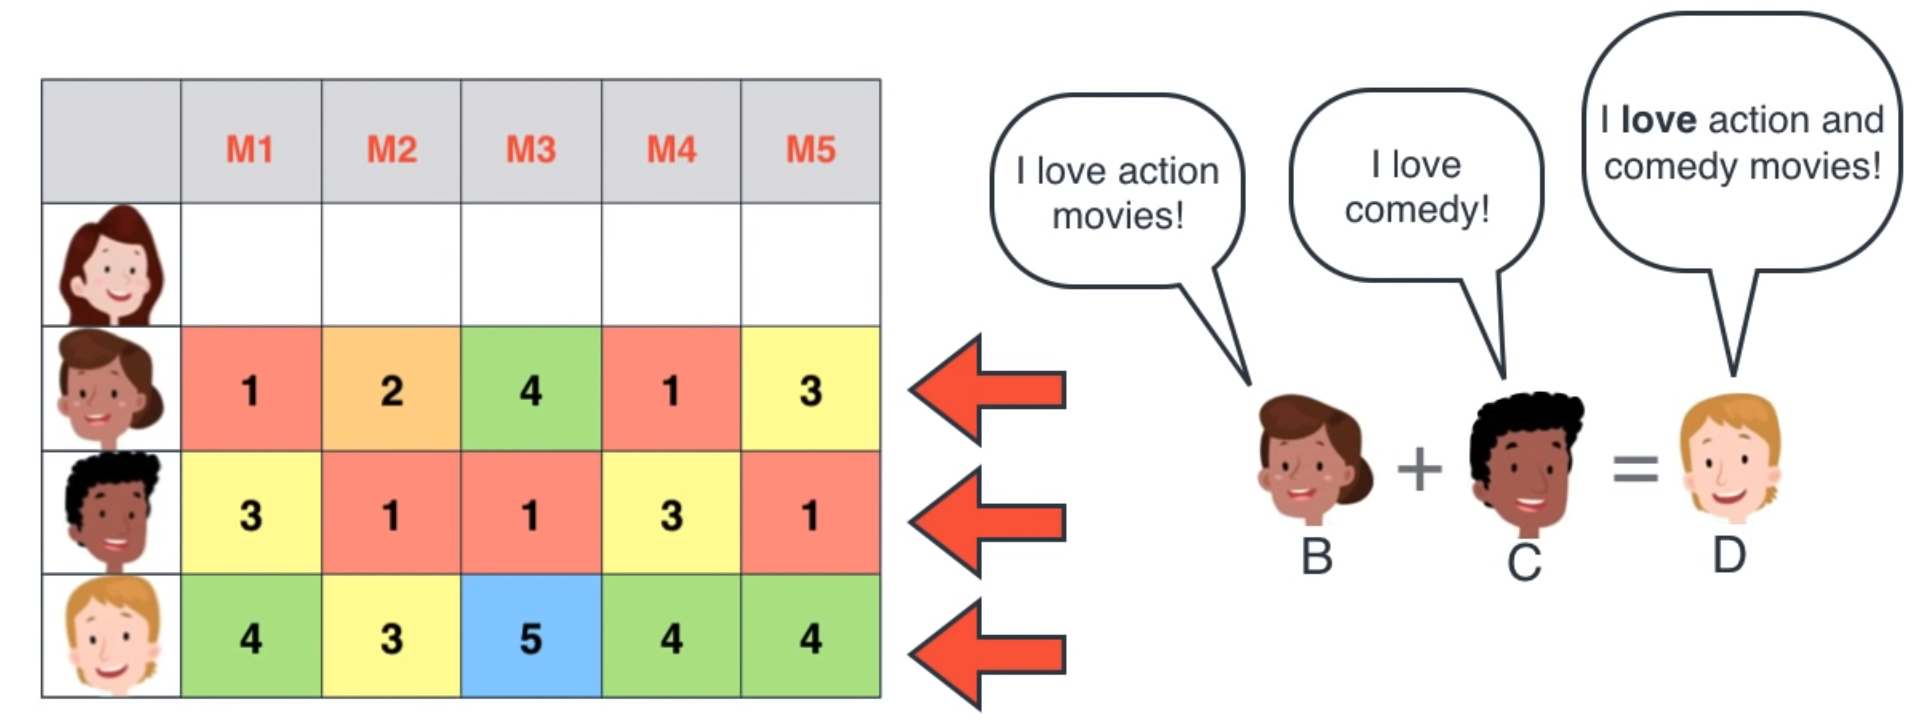 M1 M2 M3 M4 M5
1 2 4 1 3
3 1 1 3 1
4 3 5 4 4
I love action
movies!
I love
comedy!
I love action and
comedy movies!
+ =
B C D